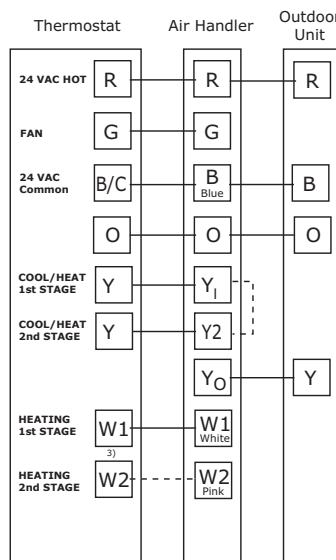 Thermostat Air Handler Outdoor
Unit
24 VAC HOT R R R
FAN G G
24 VAC
Common B/C B B
Blue
O O O
COOL/HEAT
1st STAGE Y YI
COOL/HEAT
2nd STAGE Y Y2
YO Y
HEATING
1st STAGE W1 W1
White
3)
HEATING
2nd STAGE W2 W2
Pink